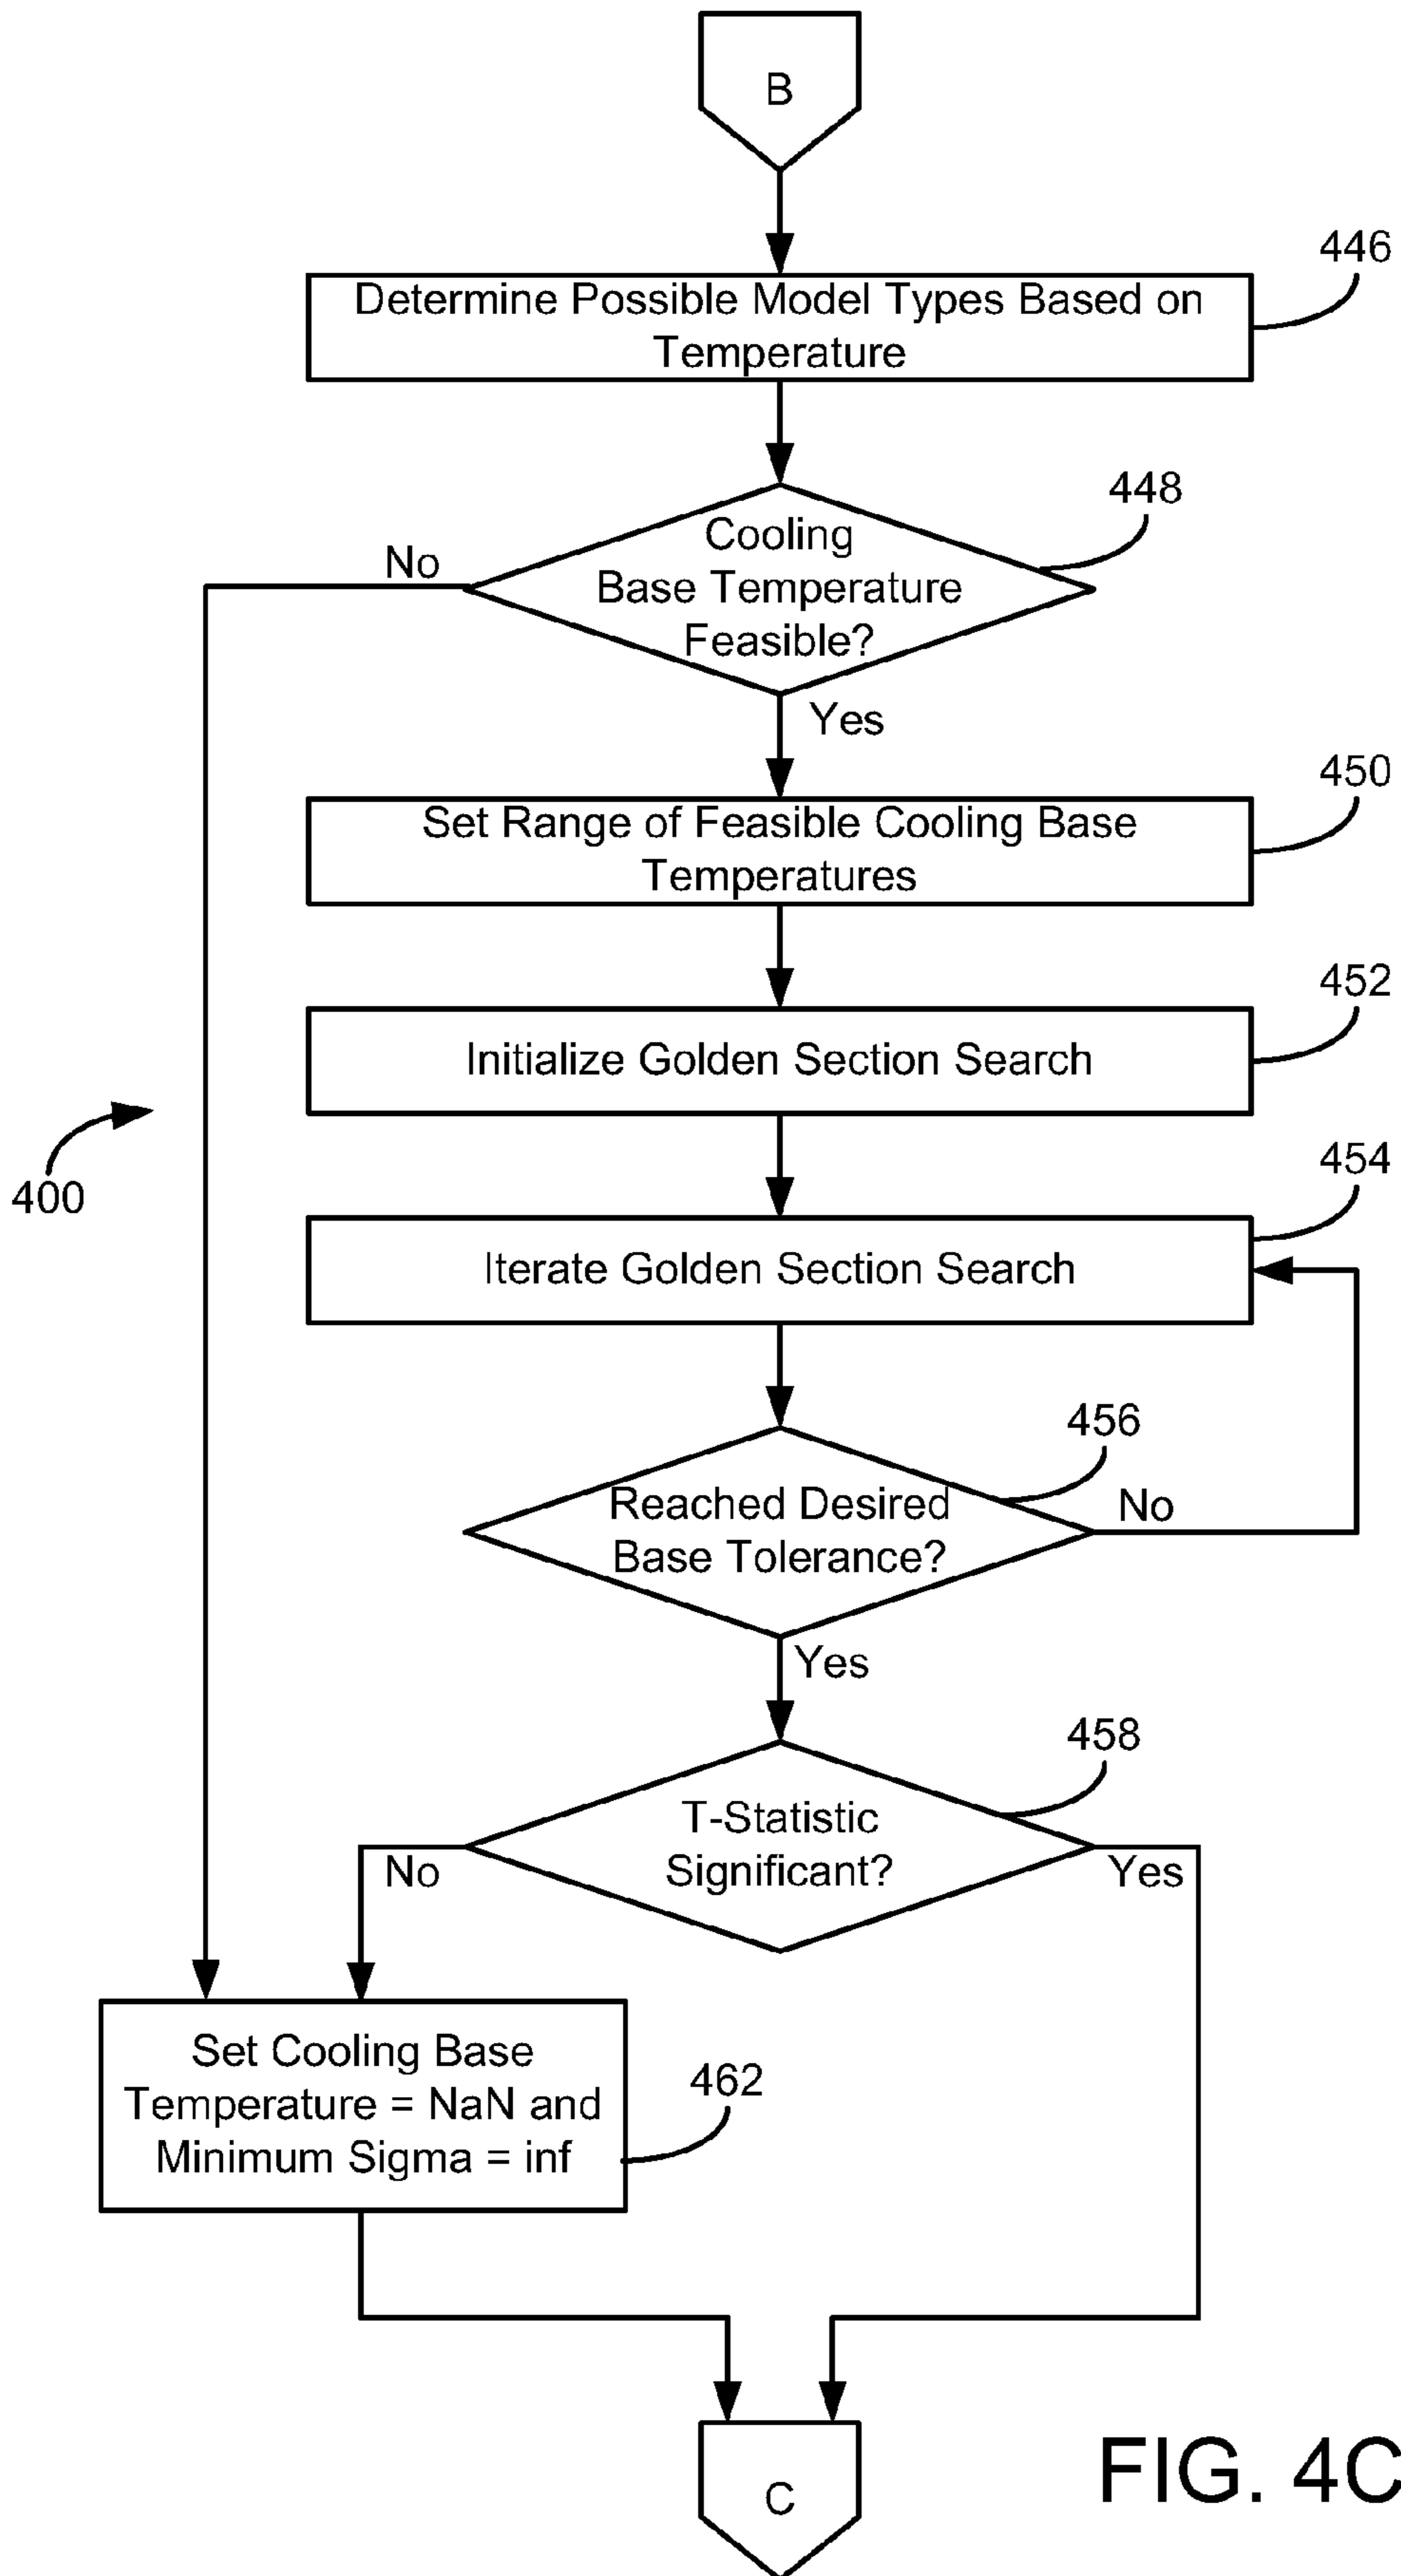 B
446
Determine Possible Model Types Based on
Temperature
448
Cooling
Base Temperature
Feasible?
No
Yes
450
Set Range of Feasible Cooling Base
Temperatures
452
Initialize Golden Section Search
400
454
Iterate Golden Section Search
456
Reached Desired
Base Tolerance?
No
Yes
458
T-Statistic
Significant?
No
Yes
Set Cooling Base
Temperature = NaN and
Minimum Sigma = inf
462
C
FIG. 4C